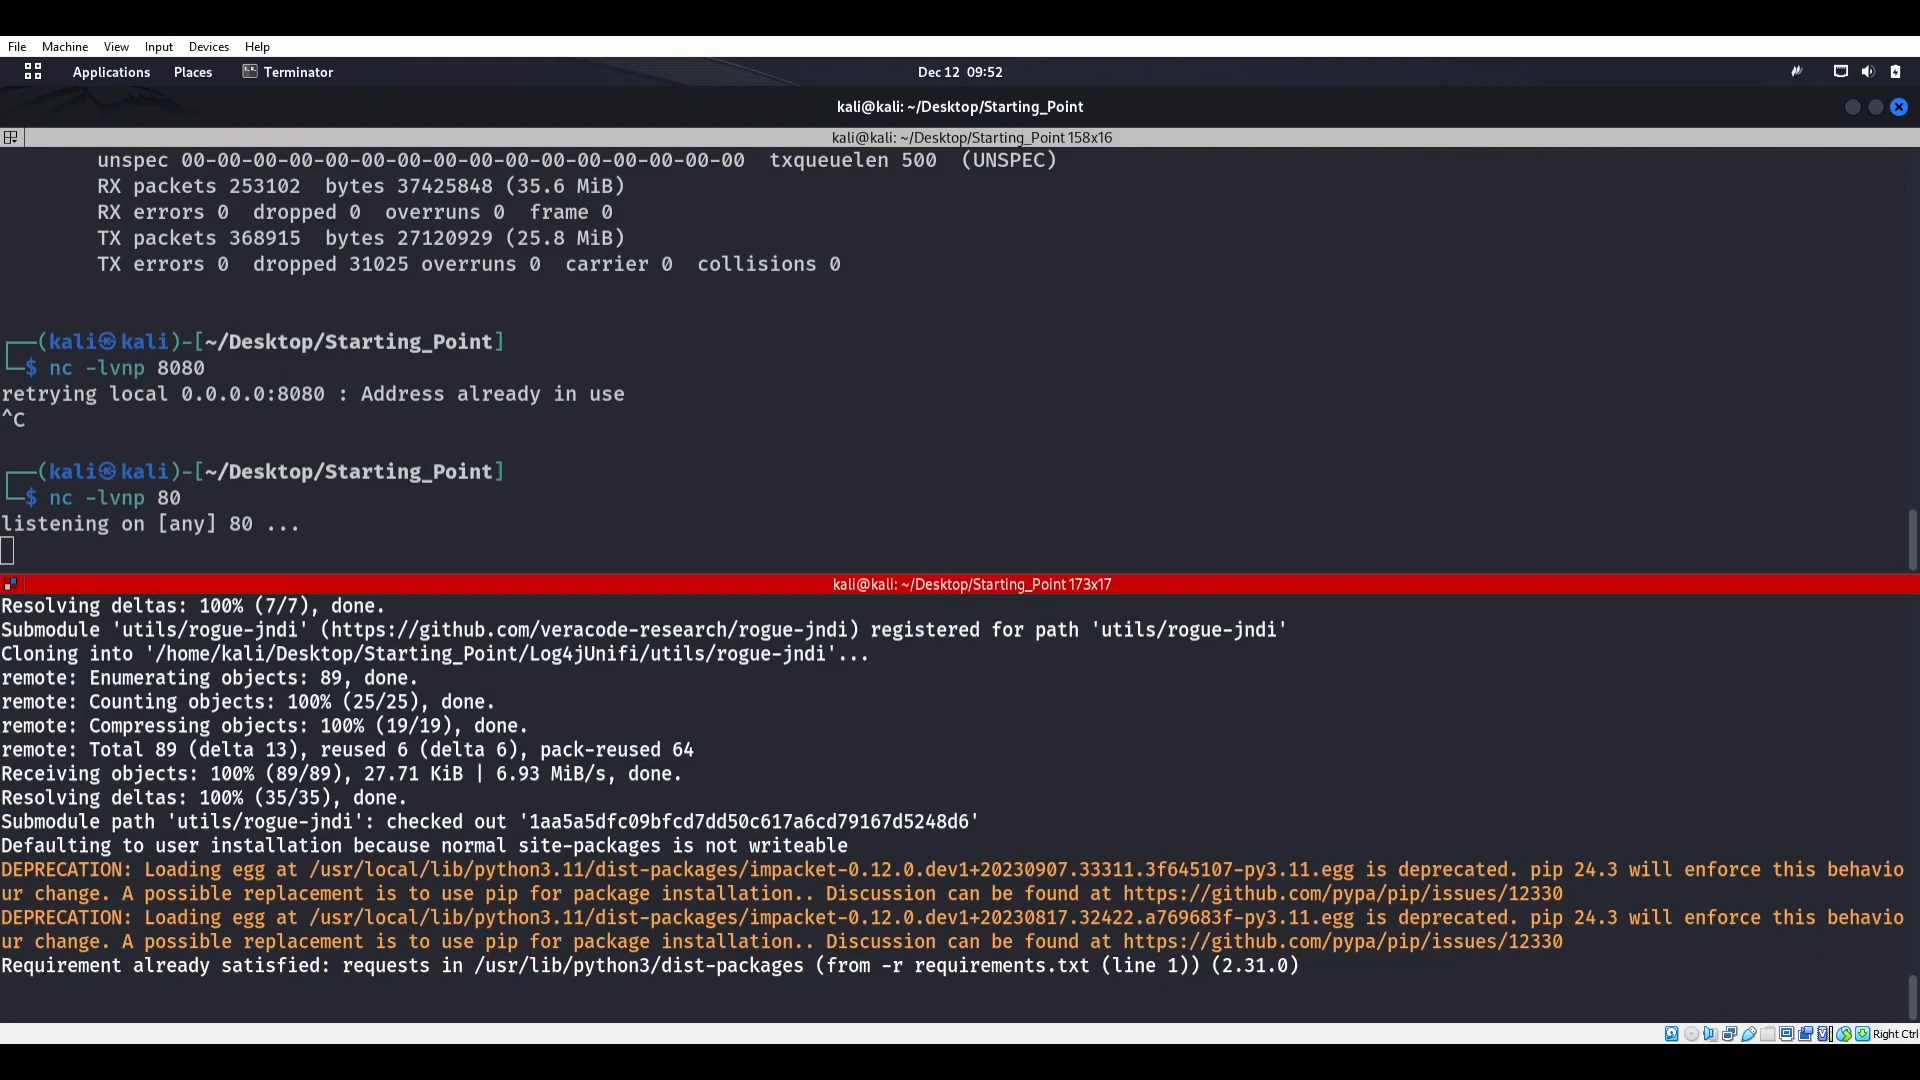 File Machine View Input Devices Help
Applications Places Terminator Dec 12 09:52
kali@kali: ~/Desktop/Starting_Point
kali@kali: ~/Desktop/Starting_Point 158x16
unspec 00-00-00-00-00-00-00-00-00-00-00-00-00-00-00-00 txqueuelen 500 (UNSPEC)
RX packets 253102 bytes 37425848 (35.6 MiB)
RX errors 0 dropped 0 overruns 0 frame 0
TX packets 368915 bytes 27120929 (25.8 MiB)
TX errors 0 dropped 31025 overruns 0 carrier 0 collisions 0
┌──(kali㉿kali)-[~/Desktop/Starting_Point]
└─$ nc -lvnp 8080
retrying local 0.0.0.0:8080 : Address already in use
^C
┌──(kali㉿kali)-[~/Desktop/Starting_Point]
└─$ nc -lvnp 80
listening on [any] 80 ...
kali@kali: ~/Desktop/Starting_Point 173x17
Resolving deltas: 100% (7/7), done.
Submodule 'utils/rogue-jndi' (https://github.com/veracode-research/rogue-jndi) registered for path 'utils/rogue-jndi'
Cloning into '/home/kali/Desktop/Starting_Point/Log4jUnifi/utils/rogue-jndi'...
remote: Enumerating objects: 89, done.
remote: Counting objects: 100% (25/25), done.
remote: Compressing objects: 100% (19/19), done.
remote: Total 89 (delta 13), reused 6 (delta 6), pack-reused 64
Receiving objects: 100% (89/89), 27.71 KiB | 6.93 MiB/s, done.
Resolving deltas: 100% (35/35), done.
Submodule path 'utils/rogue-jndi': checked out '1aa5a5dfc09bfcd7dd50c617a6cd79167d5248d6'
Defaulting to user installation because normal site-packages is not writeable
DEPRECATION: Loading egg at /usr/local/lib/python3.11/dist-packages/impacket-0.12.0.dev1+20230907.33311.3f645107-py3.11.egg is deprecated. pip 24.3 will enforce this behavio
ur change. A possible replacement is to use pip for package installation.. Discussion can be found at https://github.com/pypa/pip/issues/12330
DEPRECATION: Loading egg at /usr/local/lib/python3.11/dist-packages/impacket-0.12.0.dev1+20230817.32422.a769683f-py3.11.egg is deprecated. pip 24.3 will enforce this behavio
ur change. A possible replacement is to use pip for package installation.. Discussion can be found at https://github.com/pypa/pip/issues/12330
Requirement already satisfied: requests in /usr/lib/python3/dist-packages (from -r requirements.txt (line 1)) (2.31.0)
Right Ctrl